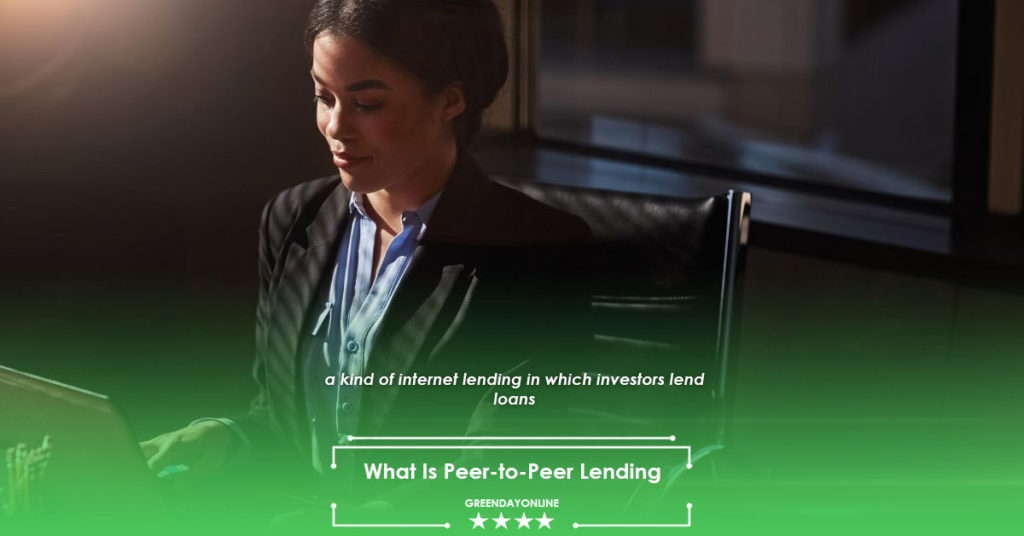 a kind of internet lending in which investors lend
loans
What Is Peer-to-Peer Lending
GREENDAYONLINE